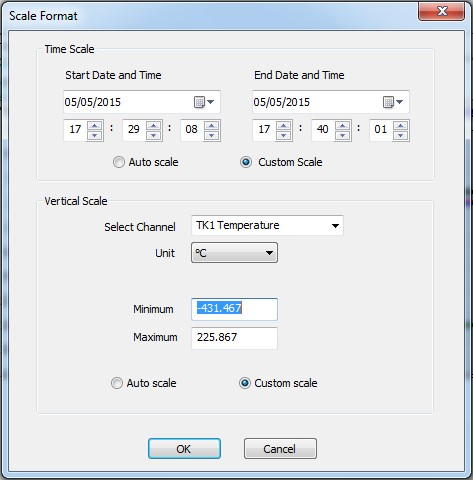 Scale Format
Time Scale
Start Date and Time End Date and Time
05/05/2015 05/05/2015
17 : 29 : 08 17 : 40 : 01
Auto scale Custom Scale
Vertical Scale
Select Channel TK1 Temperature
Unit °C
Minimum -431.467
Maximum 225.867
Auto scale Custom scale
OK Cancel